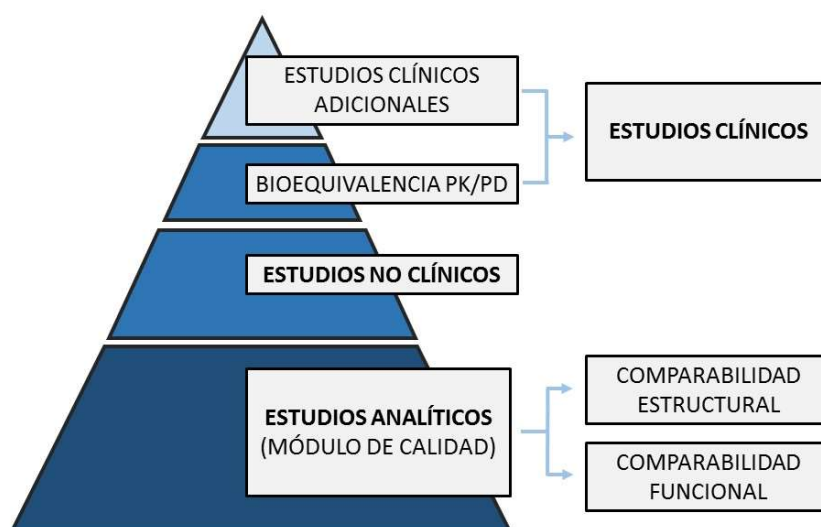 ESTUDIOS CLÍNICOS
ADICIONALES
ESTUDIOS CLÍNICOS
BIOEQUIVALENCIA PK/PD
ESTUDIOS NO CLÍNICOS
ESTUDIOS ANALÍTICOS
(MÓDULO DE CALIDAD)
COMPARABILIDAD
ESTRUCTURAL
COMPARABILIDAD
FUNCIONAL